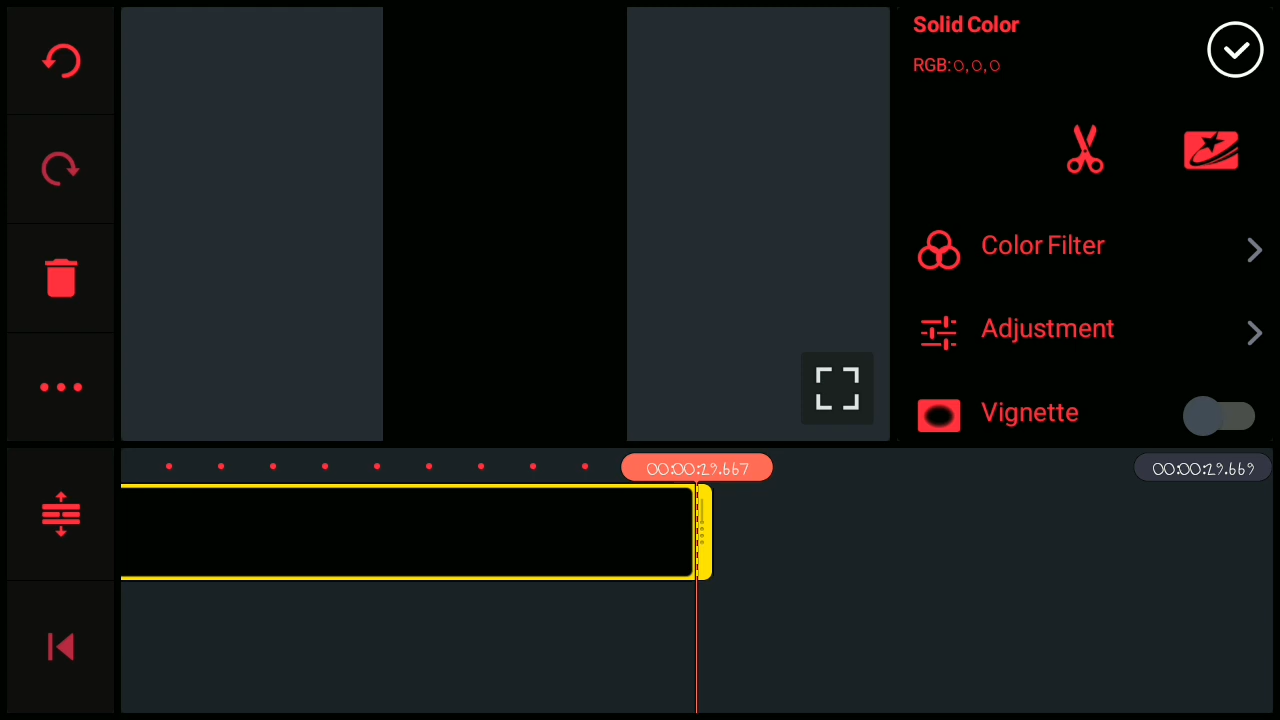 Solid Color
RGB:0, 0, 0
Color Filter
Adjustment
Vignette
00:00:29.667
00:00:29.669